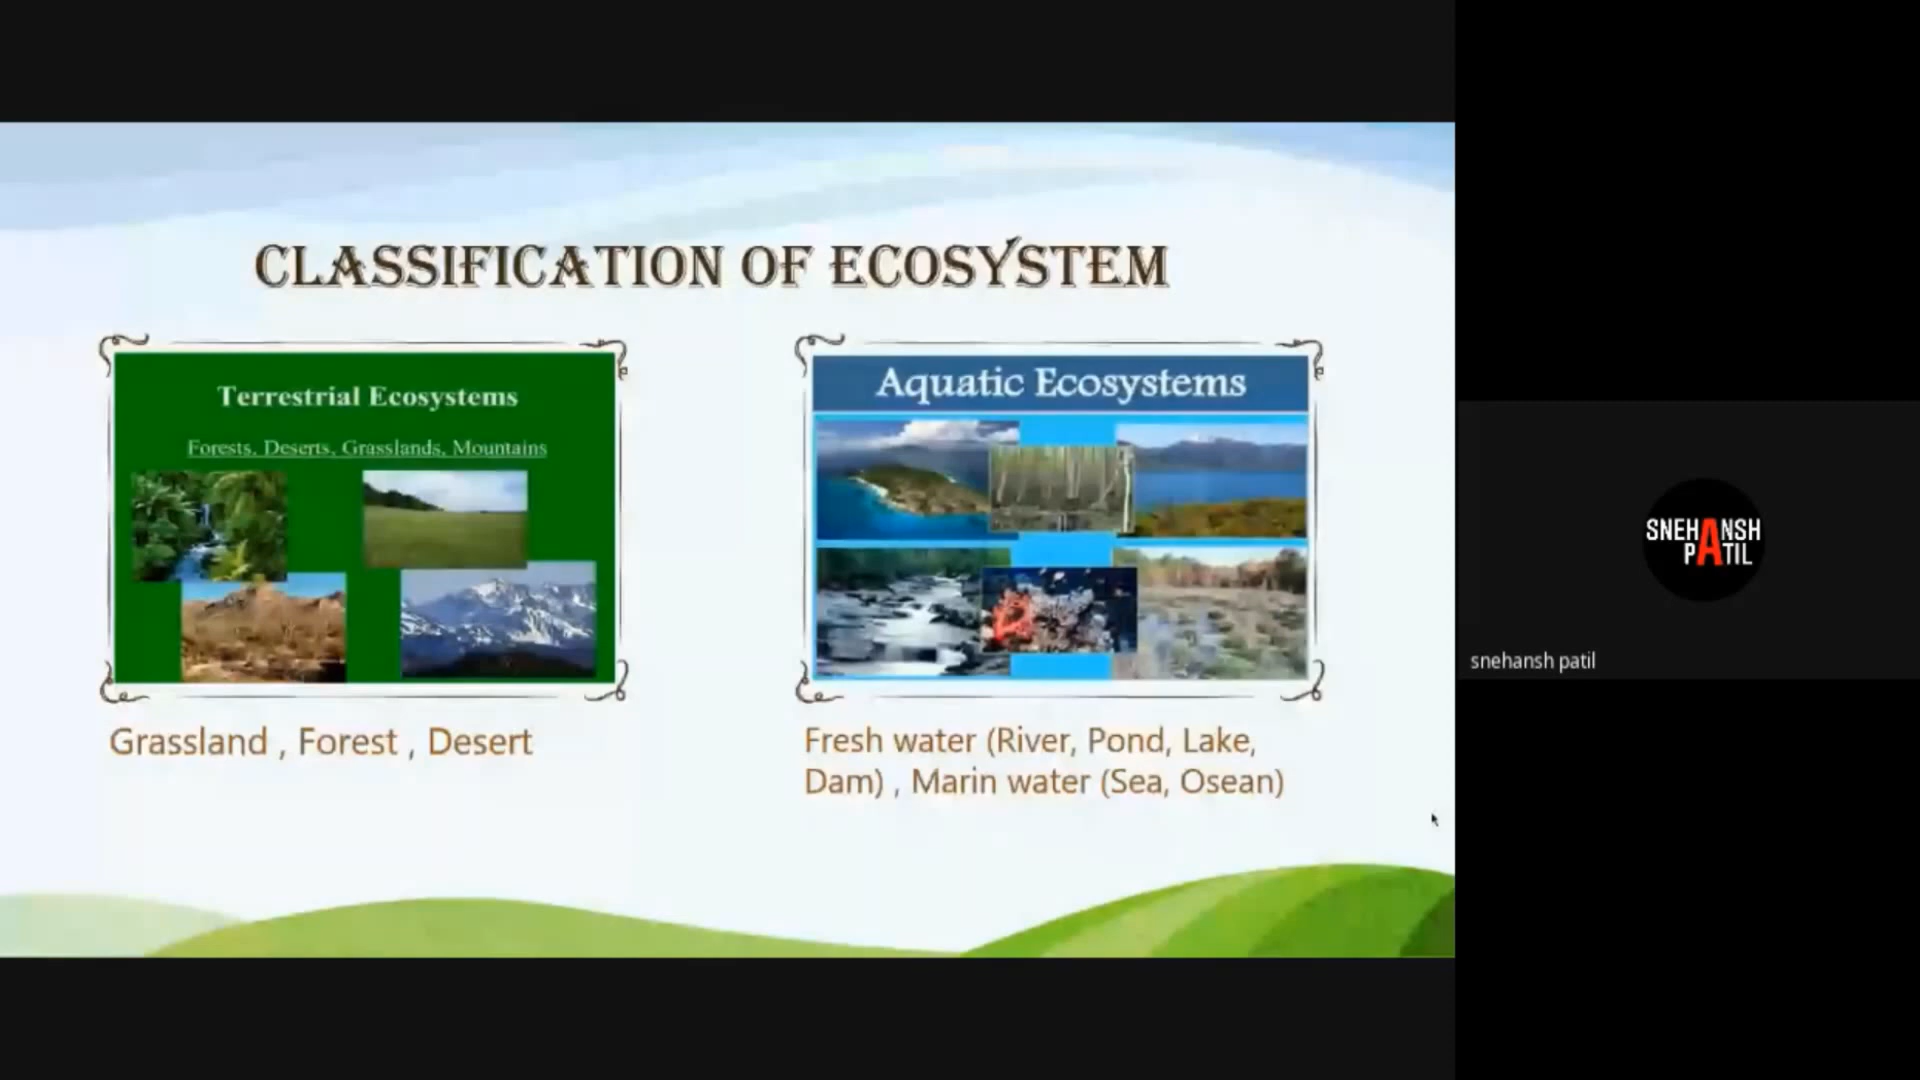 CLASSIFICATION OF ECOSYSTEM
Terrestrial Ecosystems
Forests, Deserts, Grasslands, Mountains
Grassland , Forest , Desert
Aquatic Ecosystems
Fresh water (River, Pond, Lake,
Dam) , Marin water (Sea, Osean)
SNEHANSH
PATIL
snehansh patil